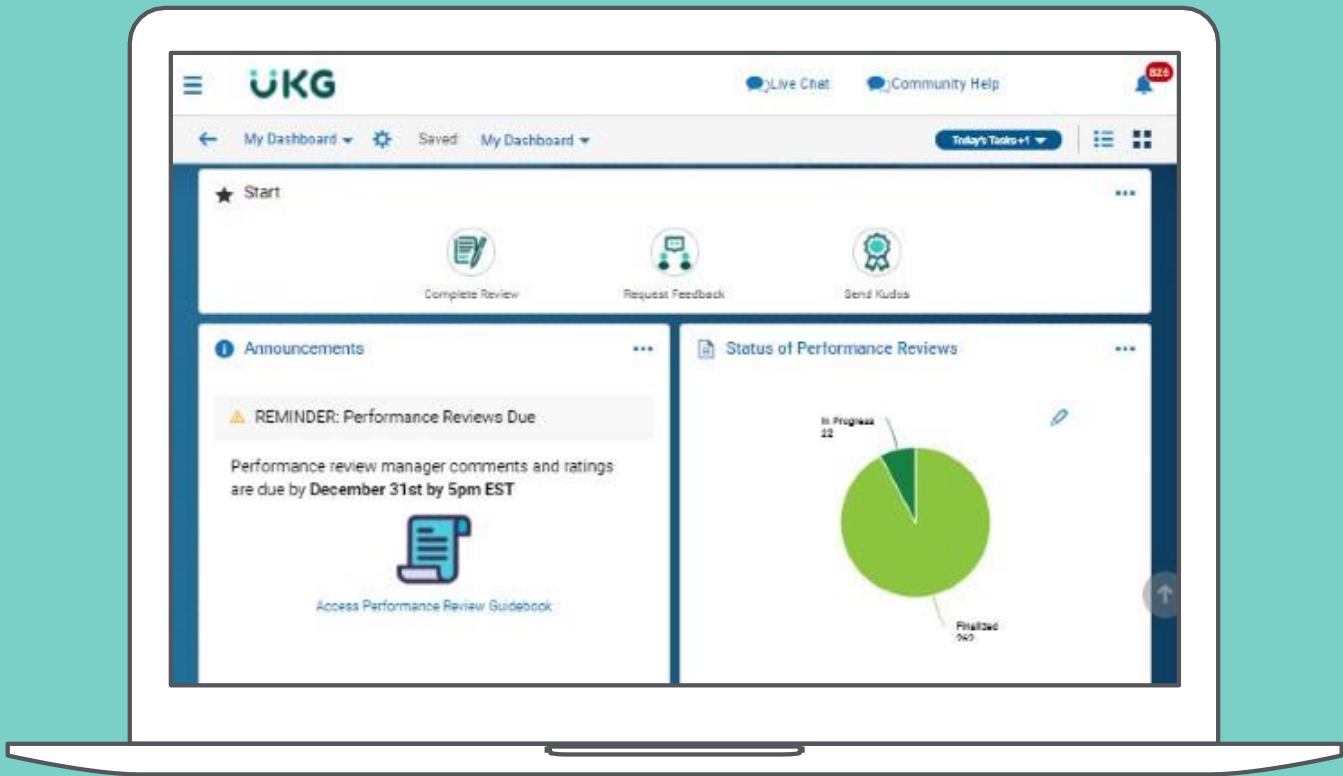 UKG
Live Chat
Community Help
826
My Dashboard
Saved:
My Dashboard
Today's Tasks +1
Start
Complete Review
Request Feedback
Send Kudos
Announcements
Status of Performance Reviews
REMINDER: Performance Reviews Due
Performance review manager comments and ratings
are due by December 31st by 5pm EST
Access Performance Review Guidebook
In Progress
22
Finalized